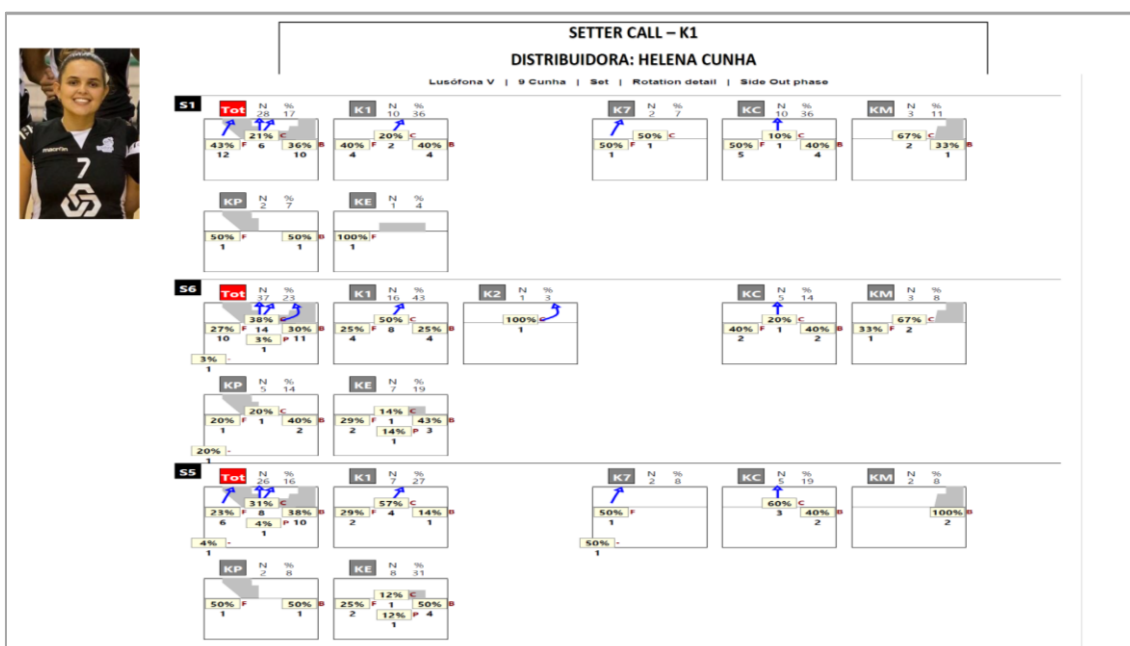 SETTER CALL – K1
DISTRIBUIDORA: HELENA CUNHA
Lusófona V | 9 Cunha | Set | Rotation detail | Side Out phase
S1
Tot N 28 % 17
43% F 12 21% C 6 36% B 10
K1 N 10 % 36
40% F 4 20% C 2 40% B 4
K7 N 2 % 7
50% F 1 50% C 1
KC N 10 % 36
50% F 5 10% C 1 40% B 4
KM N 3 % 11
67% C 2 33% B 1
macron
7
KP N 2 % 7
50% F 1 50% B 1
KE N 1 % 4
100% F 1
S6
Tot N 37 % 23
27% F 10 38% C 14 30% B 11
3% P 1
3% - 1
K1 N 16 % 43
25% F 4 50% C 8 25% B 4
K2 N 1 % 3
100% C 1
KC N 5 % 14
40% F 2 20% C 1 40% B 2
KM N 3 % 8
33% F 1 67% C 2
KP N 5 % 14
20% F 1 20% C 1 40% B 2
20% - 1
KE N 7 % 19
29% F 2 14% C 1 43% B 3
14% P 1
S5
Tot N 26 % 16
23% F 6 31% C 8 38% B 10
4% P 1
4% - 1
K1 N 7 % 27
29% F 2 57% C 4 14% B 1
K7 N 2 % 8
50% F 1
50% - 1
KC N 5 % 19
60% C 3 40% B 2
KM N 2 % 8
100% B 2
KP N 2 % 8
50% F 1 50% B 1
KE N 8 % 31
25% F 2 12% C 1 50% B 4
12% P 1